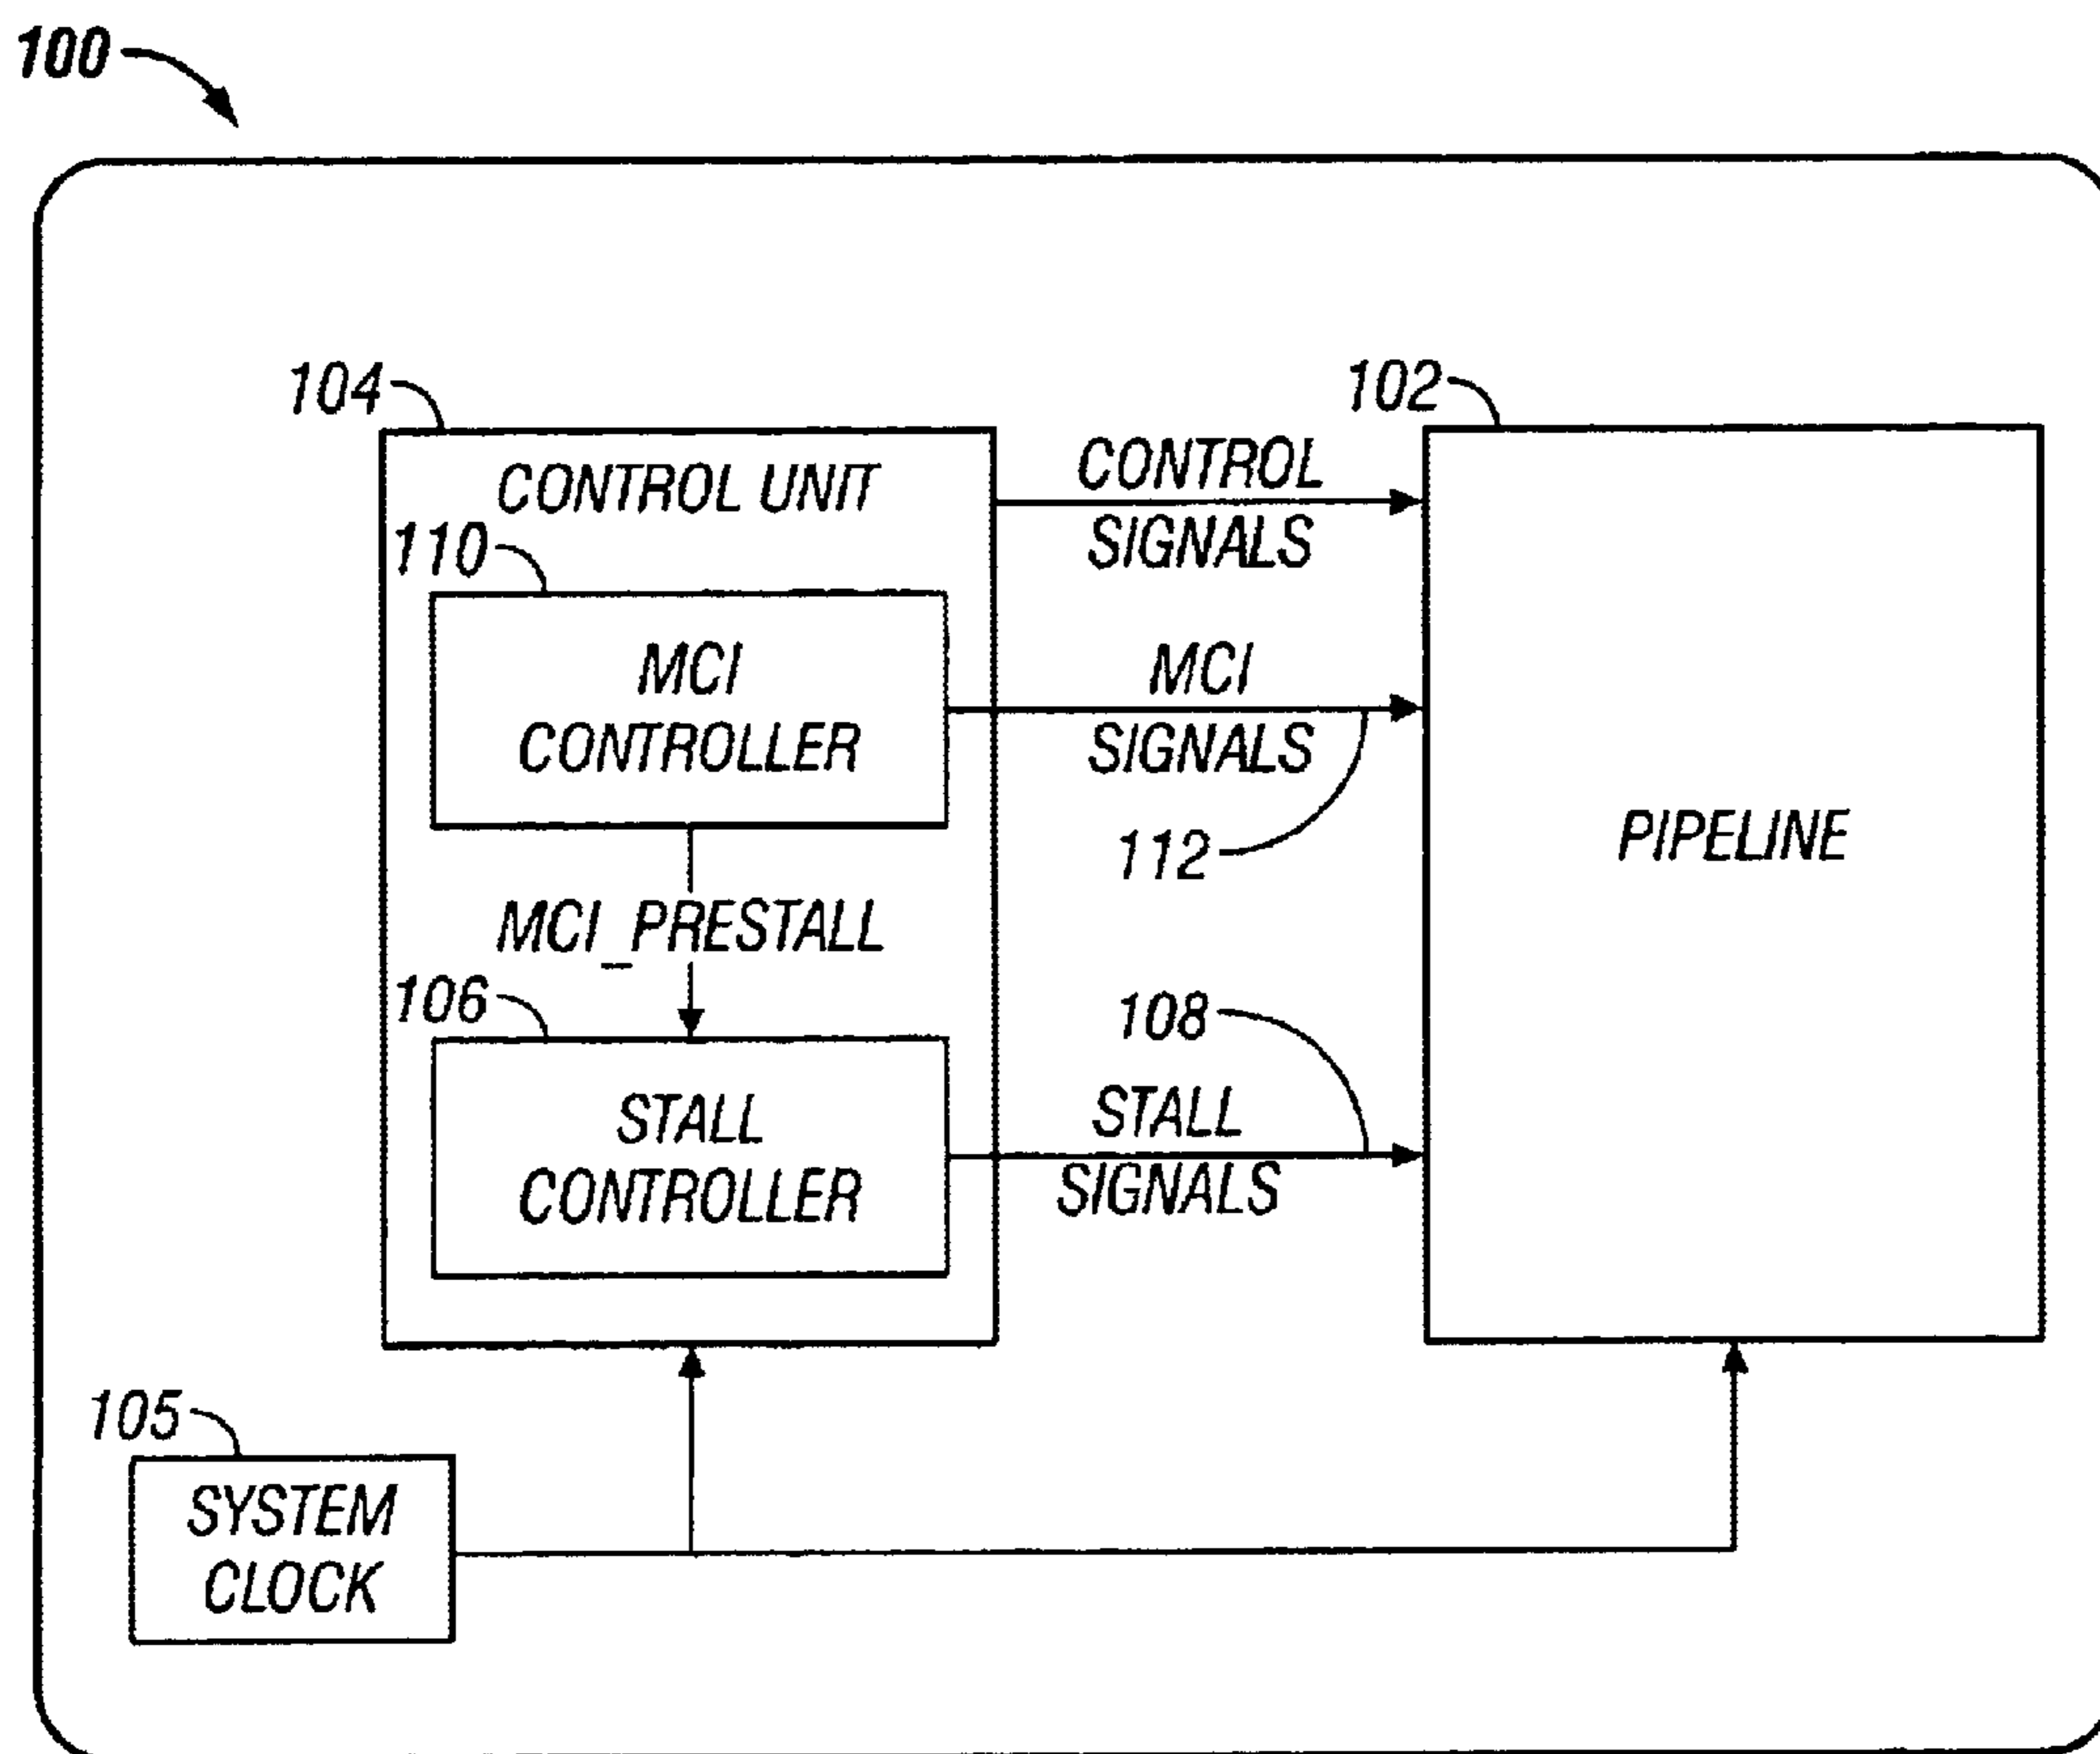 100
104
102
CONTROL UNIT
CONTROL
SIGNALS
110
MCI
CONTROLLER
MCI
SIGNALS
112
PIPELINE
MCI_PRESTALL
106
108
STALL
CONTROLLER
STALL
SIGNALS
105
SYSTEM
CLOCK